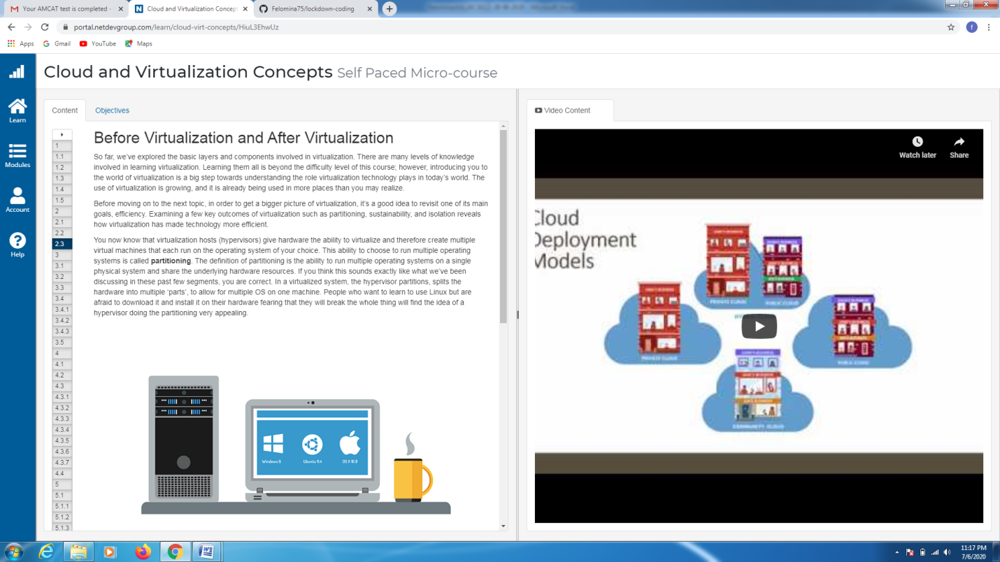 Your AMCAT test is completed -
Cloud and Virtualization Concept
Felomina75/lockdown-coding
portal.netdevgroup.com/learn/cloud-virt-concepts/HiuL3EhwUz
f
Apps
Gmail
YouTube
Maps
Cloud and Virtualization Concepts Self Paced Micro-course
Learn
Modules
Account
Help
Content
Objectives
1
1.1
1.2
1.3
1.4
1.5
2
2.1
2.2
2.3
3
3.1
3.2
3.3
3.4
3.4.1
3.4.2
3.4.3
3.5
4
4.1
4.2
4.3
4.3.1
4.3.2
4.3.3
4.3.4
4.3.5
4.3.6
4.3.7
4.4
5
5.1
5.1.1
5.1.2
5.1.3
Before Virtualization and After Virtualization
So far, we've explored the basic layers and components involved in virtualization. There are many levels of knowledge
involved in learning virtualization. Learning them all is beyond the difficulty level of this course; however, introducing you to
the world of virtualization is a big step towards understanding the role virtualization technology plays in today's world. The
use of virtualization is growing, and it is already being used in more places than you may realize.
Before moving on to the next topic, in order to get a bigger picture of virtualization, it's a good idea to revisit one of its main
goals, efficiency. Examining a few key outcomes of virtualization such as partitioning, sustainability, and isolation reveals
how virtualization has made technology more efficient.
You now know that virtualization hosts (hypervisors) give hardware the ability to virtualize and therefore create multiple
virtual machines that each run on the operating system of your choice. This ability to choose to run multiple operating
systems is called partitioning. The definition of partitioning is the ability to run multiple operating systems on a single
physical system and share the underlying hardware resources. If you think this sounds exactly like what we've been
discussing in these past few segments, you are correct. In a virtualized system, the hypervisor partitions, splits the
hardware into multiple 'parts', to allow for multiple OS on one machine. People who want to learn to use Linux but are
afraid to download it and install it on their hardware fearing that they will break the whole thing will find the idea of a
hypervisor doing the partitioning very appealing.
Windows 8
Ubuntu 11.4
OS X 10.8
Video Content
Watch later
Share
Cloud
Deployment
Models
PRIVATE CLOUD
PUBLIC CLOUD
PRIVATE CLOUD
PUBLIC CLOUD
COMMUNITY CLOUD
11:17 PM
7/6/2020